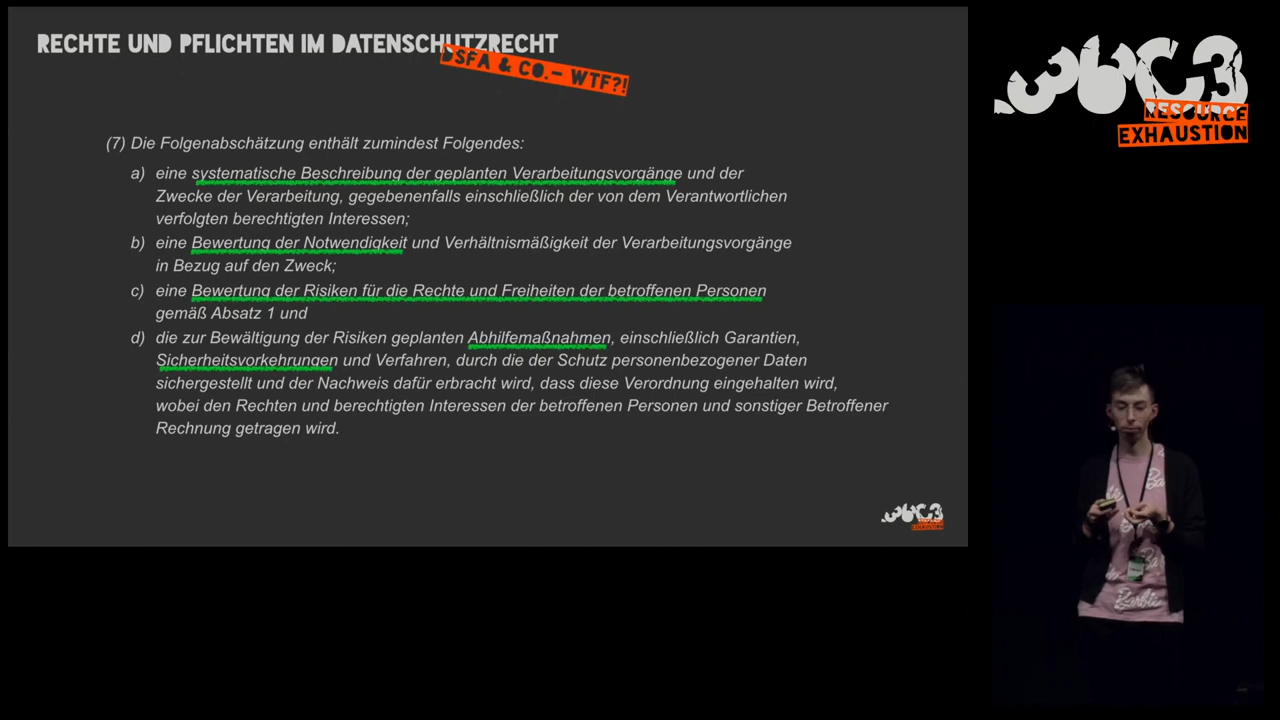 RECHTE UND PFLICHTEN IM DATENSCHUTZRECHT
DSFA & CO.– WTF?!
(7) Die Folgenabschätzung enthält zumindest Folgendes:
a) eine systematische Beschreibung der geplanten Verarbeitungsvorgänge und der
Zwecke der Verarbeitung, gegebenenfalls einschließlich der von dem Verantwortlichen
verfolgten berechtigten Interessen;
b) eine Bewertung der Notwendigkeit und Verhältnismäßigkeit der Verarbeitungsvorgänge
in Bezug auf den Zweck;
c) eine Bewertung der Risiken für die Rechte und Freiheiten der betroffenen Personen
gemäß Absatz 1 und
d) die zur Bewältigung der Risiken geplanten Abhilfemaßnahmen, einschließlich Garantien,
Sicherheitsvorkehrungen und Verfahren, durch die der Schutz personenbezogener Daten
sichergestellt und der Nachweis dafür erbracht wird, dass diese Verordnung eingehalten wird,
wobei den Rechten und berechtigten Interessen der betroffenen Personen und sonstiger Betroffener
Rechnung getragen wird.
36C3
RESOURCE
EXHAUSTION
36C3
EXHAUSTION
Barbie